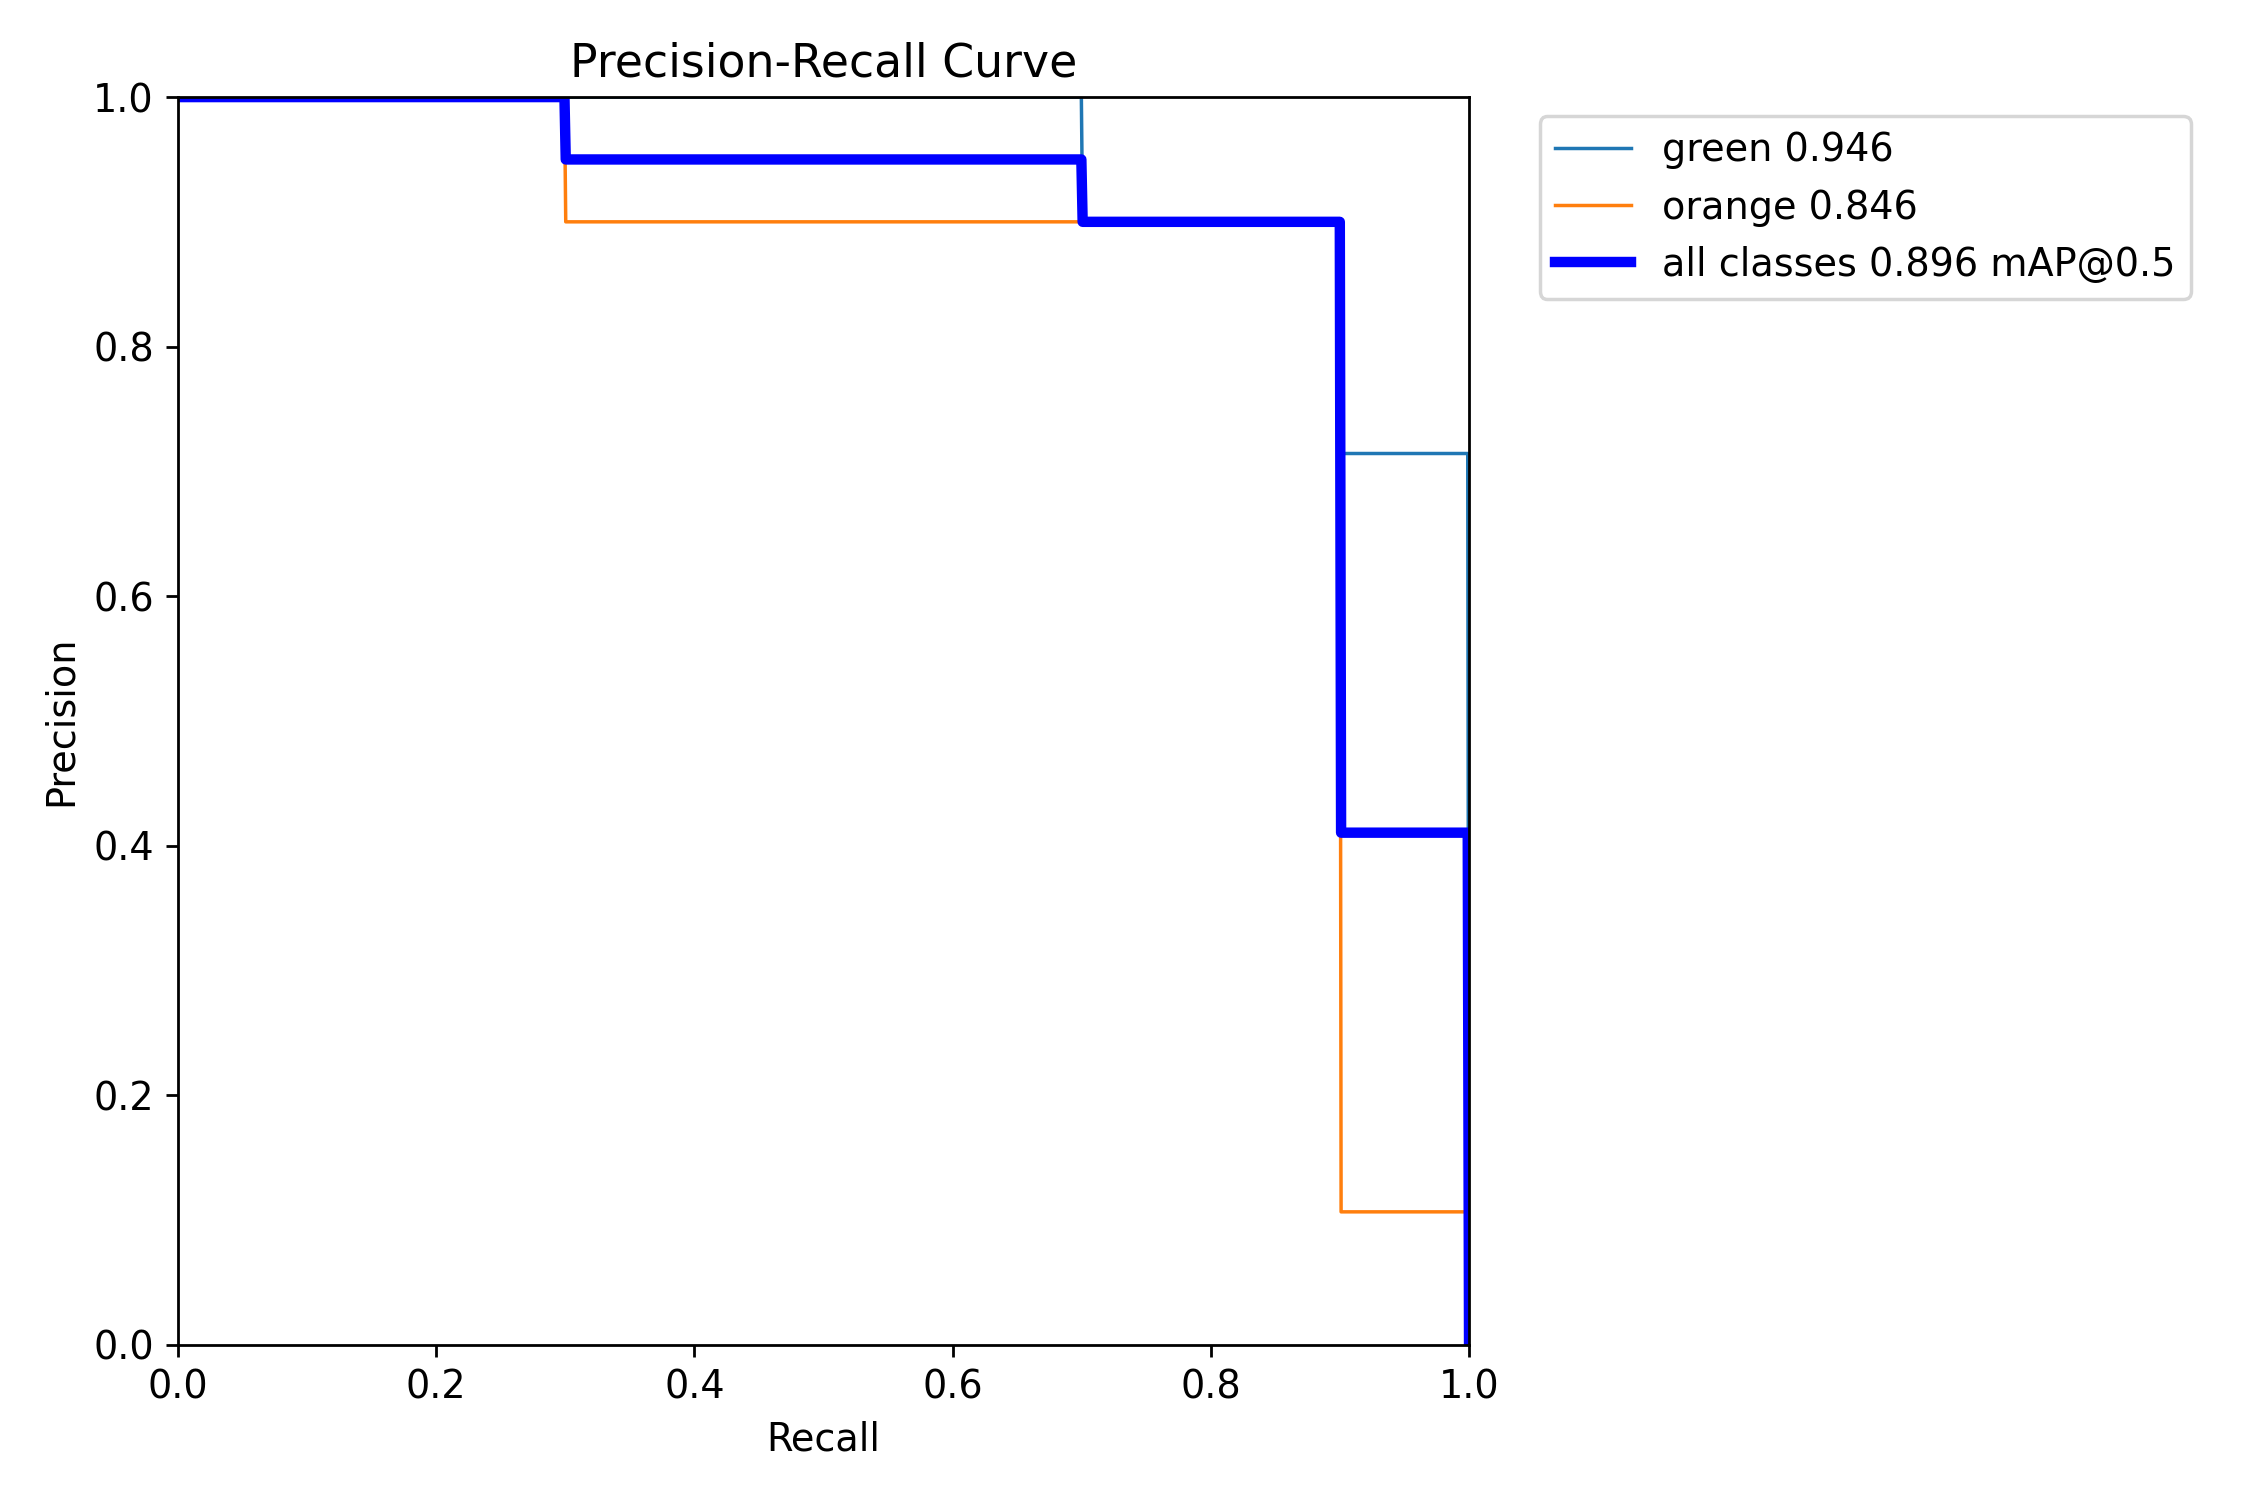 Precision-Recall Curve
1.0
0.8
0.6
0.4
0.2
0.0
Precision
0.0 0.2 0.4 0.6 0.8 1.0
Recall
green 0.946
orange 0.846
all classes 0.896 mAP@0.5